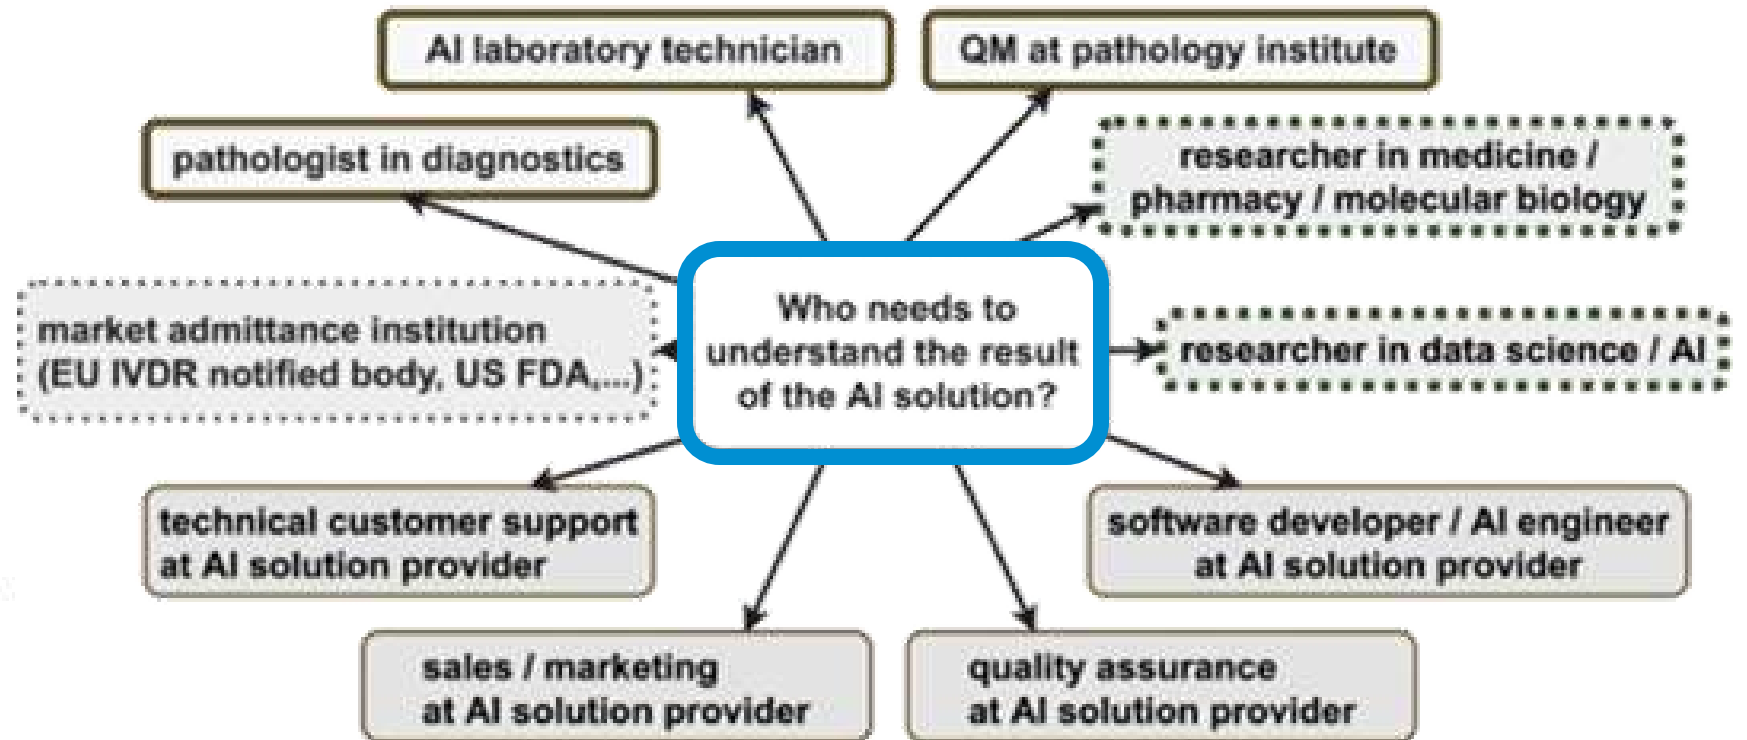 AI laboratory technician
QM at pathology institute
pathologist in diagnostics
researcher in medicine /
pharmacy / molecular biology
market admittance institution
(EU IVDR notified body, US FDA,...)
Who needs to
understand the result
of the AI solution?
researcher in data science / AI
technical customer support
at AI solution provider
software developer / AI engineer
at AI solution provider
sales / marketing
at AI solution provider
quality assurance
at AI solution provider